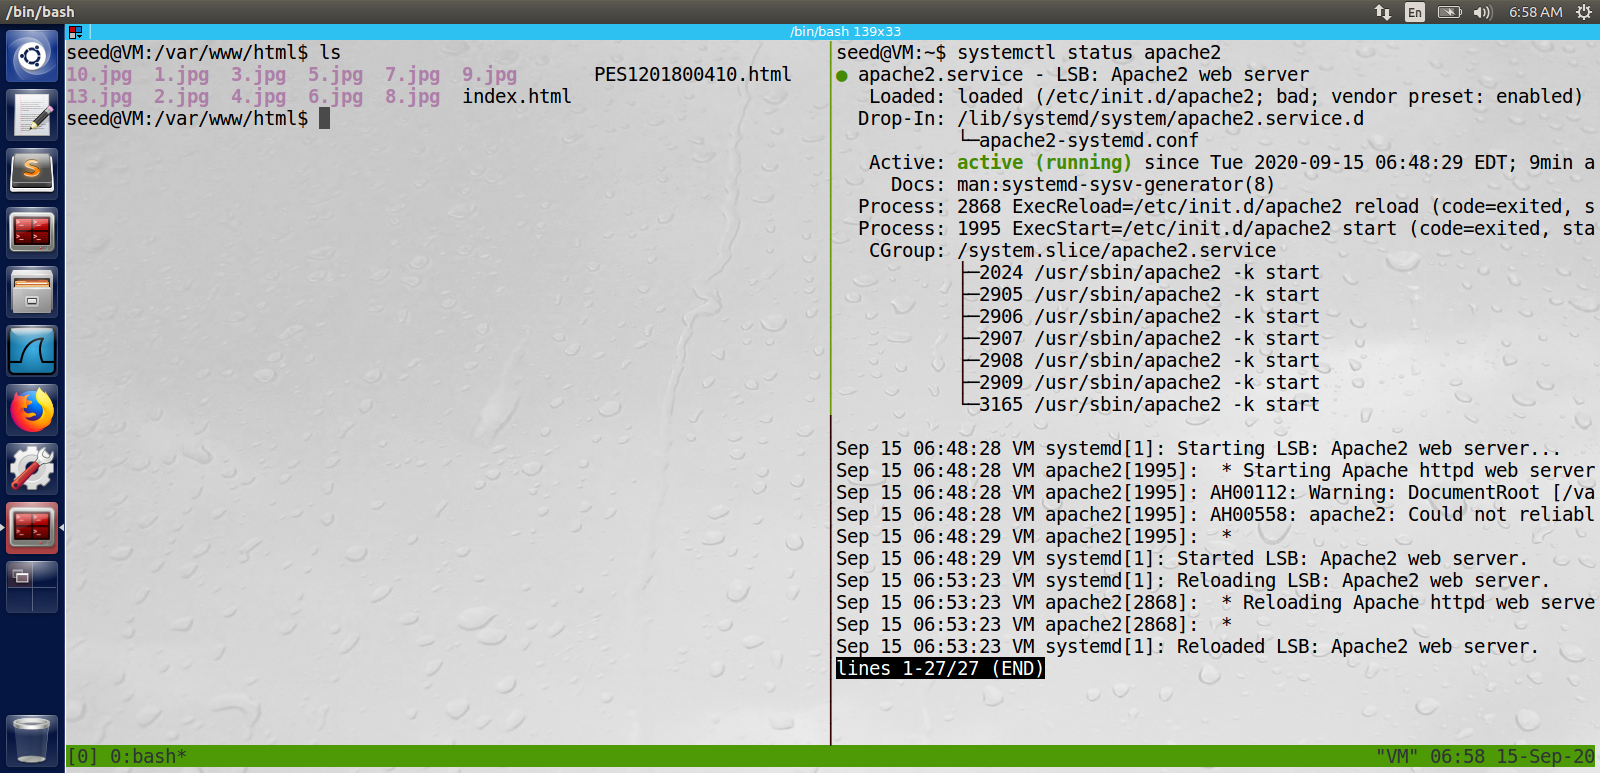 /bin/bash
En
6:58 AM
/bin/bash 139x33
seed@VM:/var/www/html$ ls
10.jpg  1.jpg  3.jpg  5.jpg  7.jpg  9.jpg       PES1201800410.html
13.jpg  2.jpg  4.jpg  6.jpg  8.jpg  index.html
seed@VM:/var/www/html$
seed@VM:~$ systemctl status apache2
● apache2.service - LSB: Apache2 web server
   Loaded: loaded (/etc/init.d/apache2; bad; vendor preset: enabled)
  Drop-In: /lib/systemd/system/apache2.service.d
           └─apache2-systemd.conf
   Active: active (running) since Tue 2020-09-15 06:48:29 EDT; 9min a
     Docs: man:systemd-sysv-generator(8)
  Process: 2868 ExecReload=/etc/init.d/apache2 reload (code=exited, s
  Process: 1995 ExecStart=/etc/init.d/apache2 start (code=exited, sta
   CGroup: /system.slice/apache2.service
           ├─2024 /usr/sbin/apache2 -k start
           ├─2905 /usr/sbin/apache2 -k start
           ├─2906 /usr/sbin/apache2 -k start
           ├─2907 /usr/sbin/apache2 -k start
           ├─2908 /usr/sbin/apache2 -k start
           ├─2909 /usr/sbin/apache2 -k start
           └─3165 /usr/sbin/apache2 -k start
Sep 15 06:48:28 VM systemd[1]: Starting LSB: Apache2 web server...
Sep 15 06:48:28 VM apache2[1995]:  * Starting Apache httpd web server
Sep 15 06:48:28 VM apache2[1995]: AH00112: Warning: DocumentRoot [/va
Sep 15 06:48:28 VM apache2[1995]: AH00558: apache2: Could not reliabl
Sep 15 06:48:29 VM apache2[1995]:  *
Sep 15 06:48:29 VM systemd[1]: Started LSB: Apache2 web server.
Sep 15 06:53:23 VM systemd[1]: Reloading LSB: Apache2 web server.
Sep 15 06:53:23 VM apache2[2868]:  * Reloading Apache httpd web serve
Sep 15 06:53:23 VM apache2[2868]:  *
Sep 15 06:53:23 VM systemd[1]: Reloaded LSB: Apache2 web server.
lines 1-27/27 (END)
[0] 0:bash*
"VM" 06:58 15-Sep-20